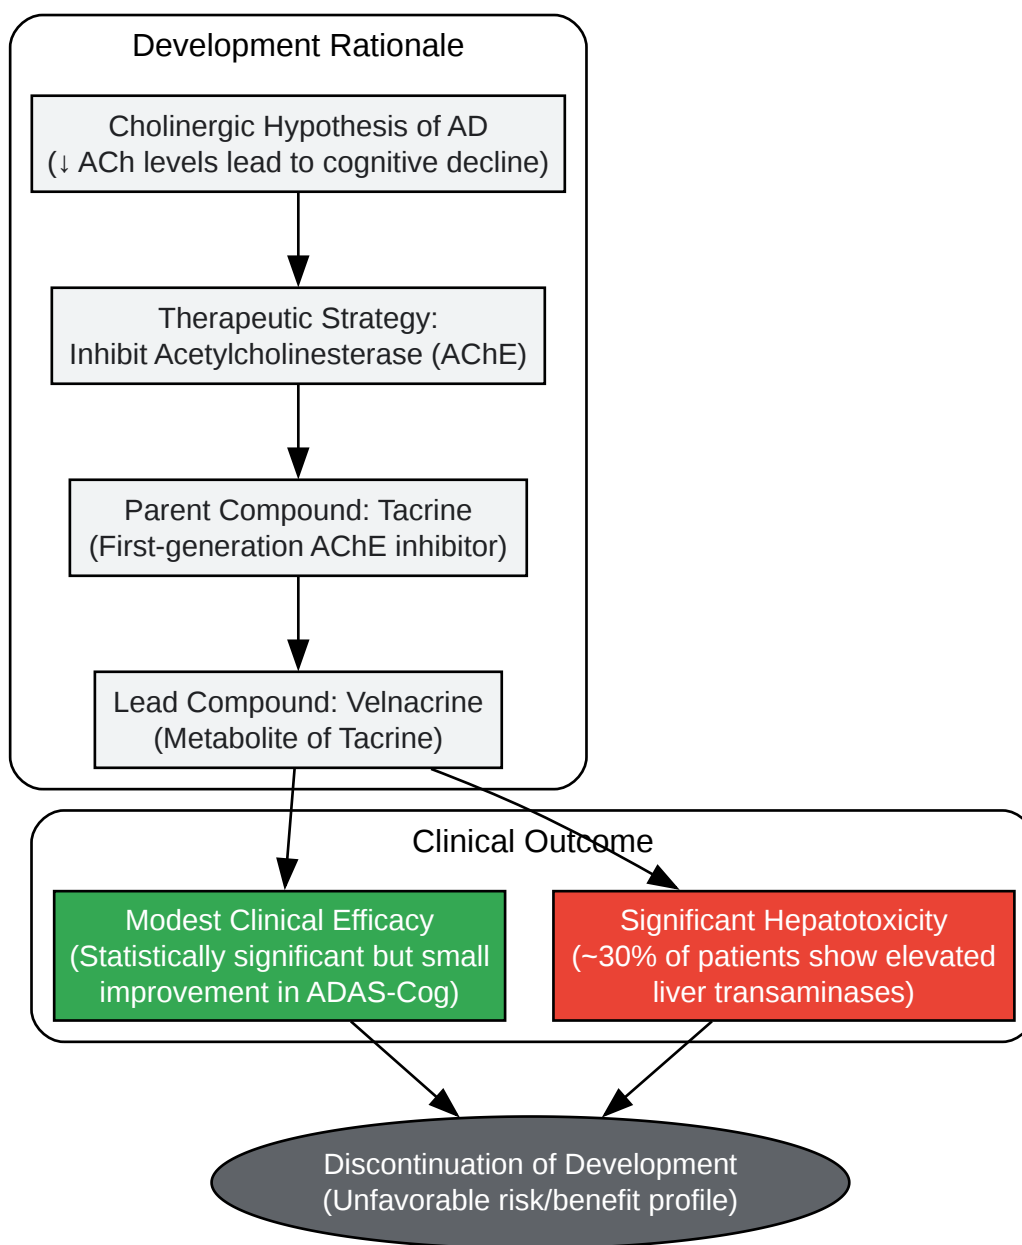 Development Rationale
Cholinergic Hypothesis of AD
(↓ ACh levels lead to cognitive decline)
Therapeutic Strategy:
Inhibit Acetylcholinesterase (AChE)
Parent Compound: Tacrine
(First-generation AChE inhibitor)
Lead Compound: Velnacrine
(Metabolite of Tacrine)
Clinical Outcome
Modest Clinical Efficacy
(Statistically significant but small
improvement in ADAS-Cog)
Significant Hepatotoxicity
(~30% of patients show elevated
liver transaminases)
Discontinuation of Development
(Unfavorable risk/benefit profile)